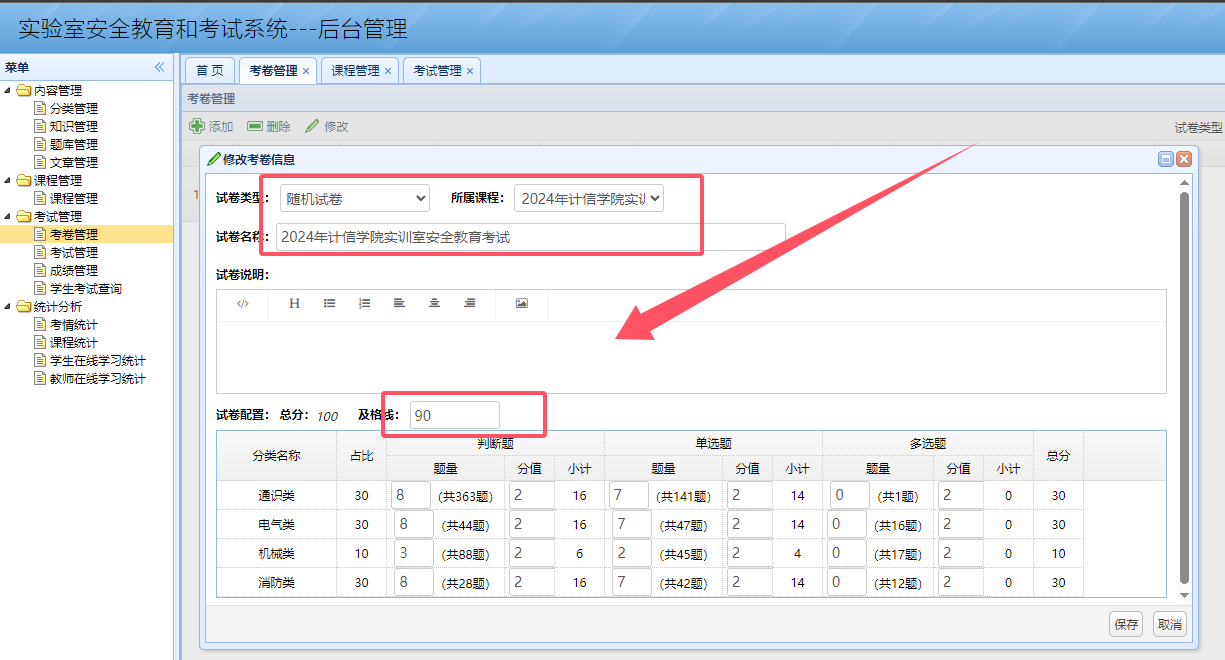 实验室安全教育和考试系统---后台管理
菜单
首 页 考卷管理 × 课程管理 × 考试管理 ×
内容管理
分类管理
知识管理
题库管理
文章管理
课程管理
课程管理
考试管理
考卷管理
考试管理
成绩管理
学生考试查询
统计分析
考情统计
课程统计
学生在线学习统计
教师在线学习统计
考卷管理
添加 删除 修改 试卷类型
1
修改考卷信息
试卷类型: 随机试卷 所属课程: 2024年计信学院实训
试卷名称: 2024年计信学院实训室安全教育考试
试卷说明:
</> H
试卷配置: 总分: 100 及格线: 90
分类名称 占比 判断题 单选题 多选题 总分
题量 分值 小计 题量 分值 小计 题量 分值 小计
通识类 30 8 (共363题) 2 16 7 (共141题) 2 14 0 (共1题) 2 0 30
电气类 30 8 (共44题) 2 16 7 (共47题) 2 14 0 (共16题) 2 0 30
机械类 10 3 (共88题) 2 6 2 (共45题) 2 4 0 (共17题) 2 0 10
消防类 30 8 (共28题) 2 16 7 (共42题) 2 14 0 (共12题) 2 0 30
保存 取消